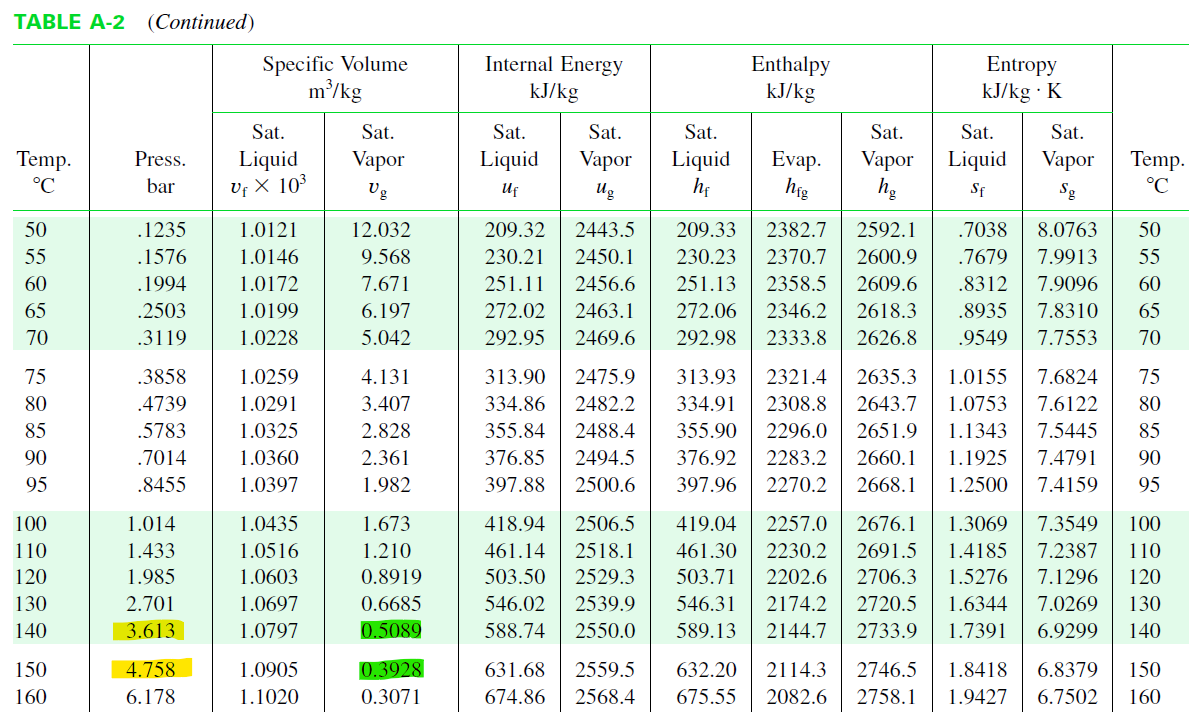 TABLE A-2 (Continued)
Specific Volume Internal Energy Enthalpy Entropy
m³/kg kJ/kg kJ/kg kJ/kg · K
Sat. Sat. Sat. Sat. Sat. Sat. Sat. Sat.
Temp. Press. Liquid Vapor Liquid Vapor Liquid Evap. Vapor Liquid Vapor Temp.
°C bar υf × 10³ υg uf ug hf hfg hg sf sg °C
50 .1235 1.0121 12.032 209.32 2443.5 209.33 2382.7 2592.1 .7038 8.0763 50
55 .1576 1.0146 9.568 230.21 2450.1 230.23 2370.7 2600.9 .7679 7.9913 55
60 .1994 1.0172 7.671 251.11 2456.6 251.13 2358.5 2609.6 .8312 7.9096 60
65 .2503 1.0199 6.197 272.02 2463.1 272.06 2346.2 2618.3 .8935 7.8310 65
70 .3119 1.0228 5.042 292.95 2469.6 292.98 2333.8 2626.8 .9549 7.7553 70
75 .3858 1.0259 4.131 313.90 2475.9 313.93 2321.4 2635.3 1.0155 7.6824 75
80 .4739 1.0291 3.407 334.86 2482.2 334.91 2308.8 2643.7 1.0753 7.6122 80
85 .5783 1.0325 2.828 355.84 2488.4 355.90 2296.0 2651.9 1.1343 7.5445 85
90 .7014 1.0360 2.361 376.85 2494.5 376.92 2283.2 2660.1 1.1925 7.4791 90
95 .8455 1.0397 1.982 397.88 2500.6 397.96 2270.2 2668.1 1.2500 7.4159 95
100 1.014 1.0435 1.673 418.94 2506.5 419.04 2257.0 2676.1 1.3069 7.3549 100
110 1.433 1.0516 1.210 461.14 2518.1 461.30 2230.2 2691.5 1.4185 7.2387 110
120 1.985 1.0603 0.8919 503.50 2529.3 503.71 2202.6 2706.3 1.5276 7.1296 120
130 2.701 1.0697 0.6685 546.02 2539.9 546.31 2174.2 2720.5 1.6344 7.0269 130
140 3.613 1.0797 0.5089 588.74 2550.0 589.13 2144.7 2733.9 1.7391 6.9299 140
150 4.758 1.0905 0.3928 631.68 2559.5 632.20 2114.3 2746.5 1.8418 6.8379 150
160 6.178 1.1020 0.3071 674.86 2568.4 675.55 2082.6 2758.1 1.9427 6.7502 160